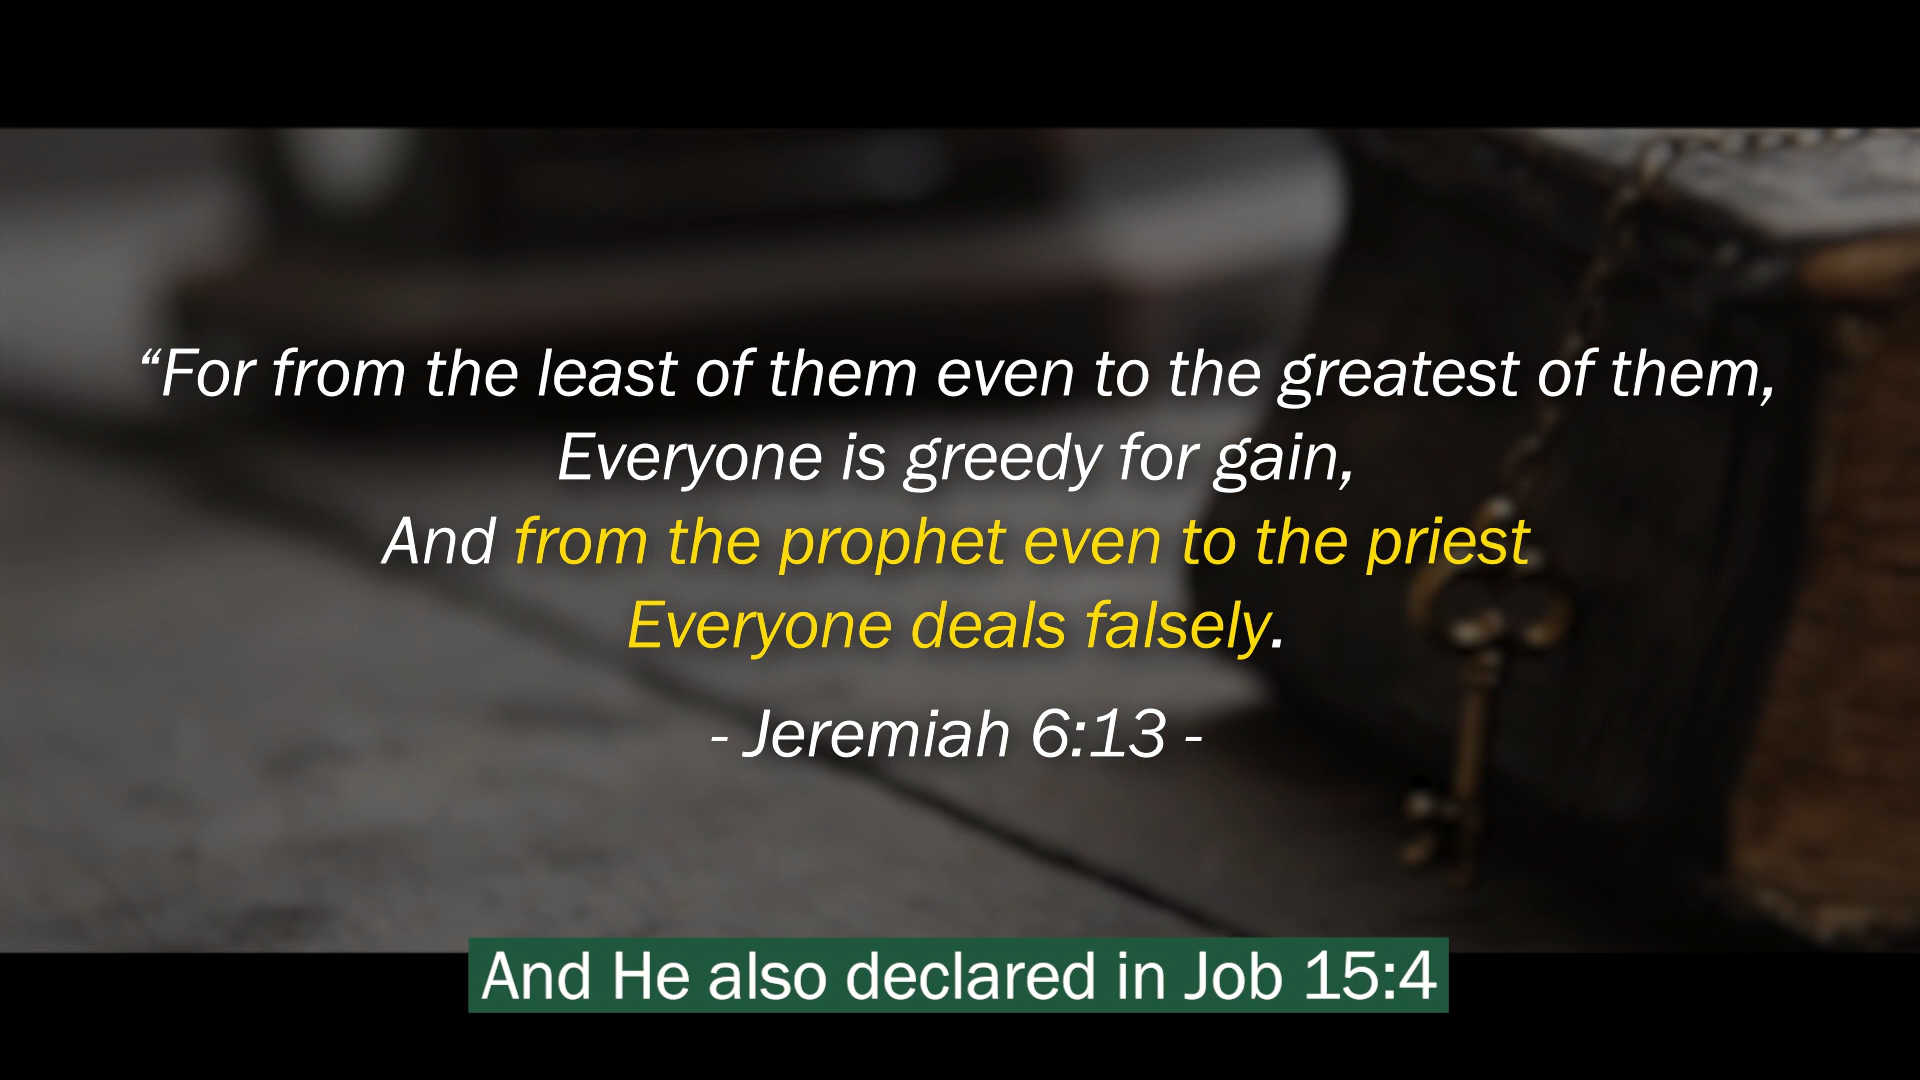 “For from the least of them even to the greatest of them,
Everyone is greedy for gain,
And from the prophet even to the priest
Everyone deals falsely.
- Jeremiah 6:13 -
And He also declared in Job 15:4